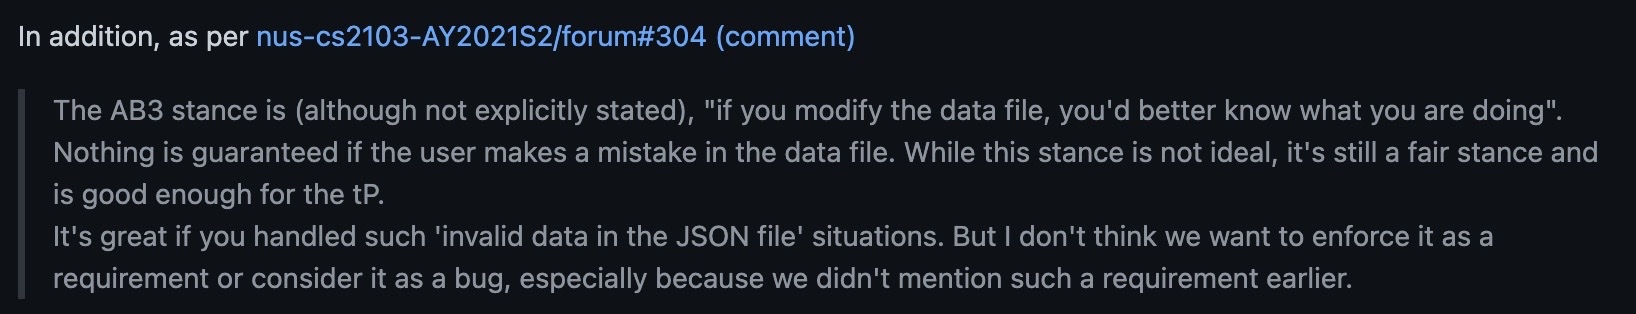 In addition, as per nus-cs2103-AY2021S2/forum#304 (comment)
The AB3 stance is (although not explicitly stated), "if you modify the data file, you'd better know what you are doing".
Nothing is guaranteed if the user makes a mistake in the data file. While this stance is not ideal, it's still a fair stance and
is good enough for the tP.
It's great if you handled such 'invalid data in the JSON file' situations. But I don't think we want to enforce it as a
requirement or consider it as a bug, especially because we didn't mention such a requirement earlier.